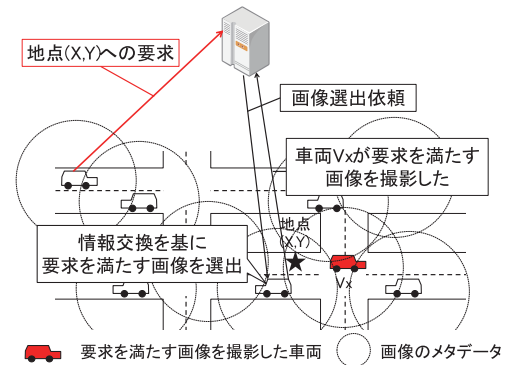 地点(X,Y)への要求
画像選出依頼
車両Vxが要求を満たす
画像を撮影した
地点
(X,Y)
情報交換を基に
要求を満たす画像を選出
Vx
要求を満たす画像を撮影した車両
画像のメタデータ